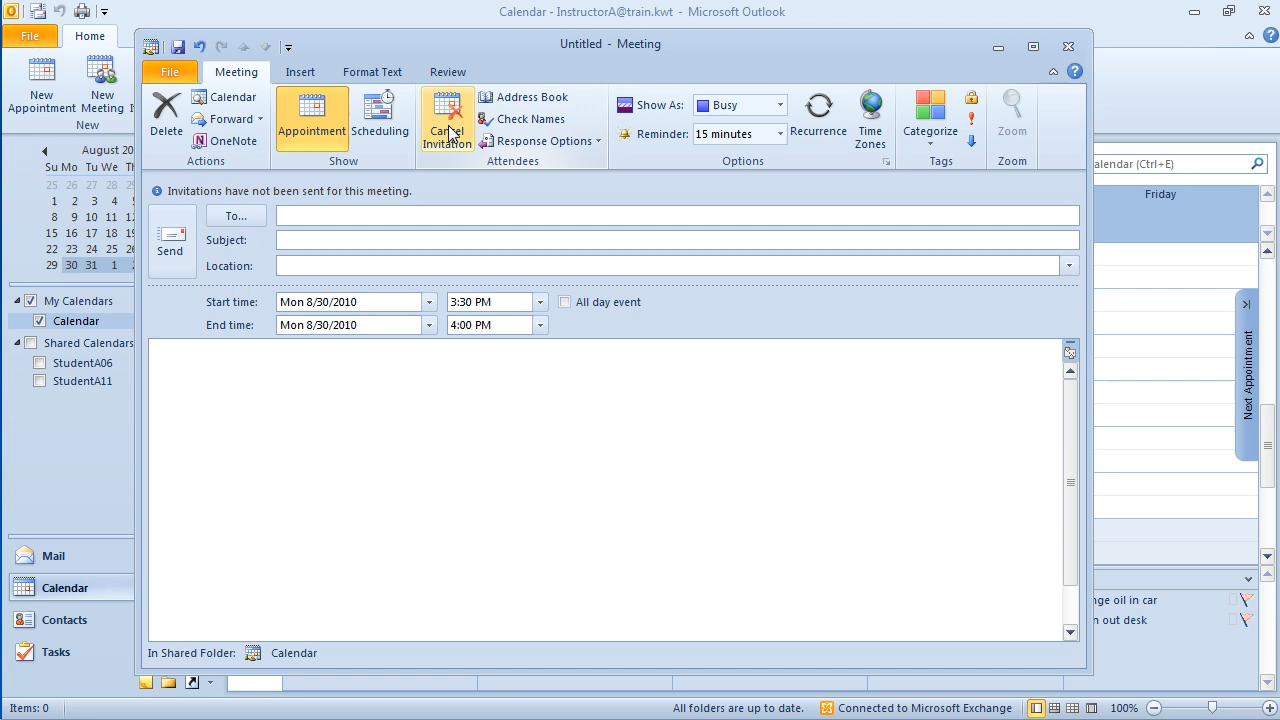 Calendar - InstructorA@train.kwt - Microsoft Outlook
File
Home
Untitled - Meeting
File
Meeting
Insert
Format Text
Review
New
Appointment
New
Meeting
New
Delete
Calendar
Forward
OneNote
Actions
Appointment
Scheduling
Show
Cancel
Invitation
Address Book
Check Names
Response Options
Attendees
Show As:
Busy
Reminder:
15 minutes
Recurrence
Time
Zones
Options
Categorize
Tags
Zoom
Zoom
August 20
Su Mo Tu We
25 26 27 28
1 2 3 4
8 9 10 11
15 16 17 18
22 23 24 25
29 30 31 1
Invitations have not been sent for this meeting.
Send
To...
Subject:
Location:
Start time:
Mon 8/30/2010
3:30 PM
All day event
End time:
Mon 8/30/2010
4:00 PM
alendar (Ctrl+E)
Friday
Next Appointment
My Calendars
Calendar
Shared Calendars
StudentA06
StudentA11
Mail
Calendar
Contacts
Tasks
nge oil in car
n out desk
In Shared Folder:
Calendar
Items: 0
All folders are up to date.
Connected to Microsoft Exchange
100%